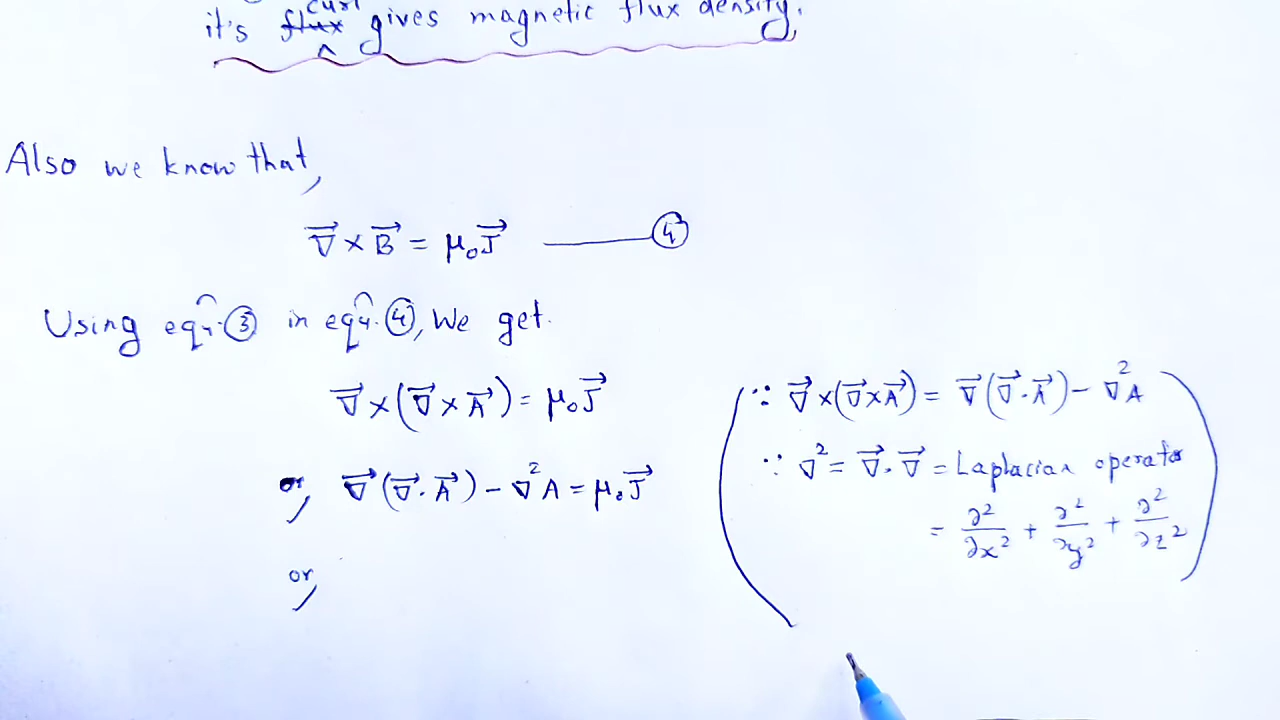 it's f̶l̶u̶x̶ ^curl gives magnetic flux density.
Also we know that,
∇⃗ × B⃗ = μ₀J⃗ ——— ④
Using eqn. ③ in eqn. ④, We get.
∇⃗ × (∇⃗ × A⃗) = μ₀J⃗
or, ∇⃗ (∇⃗ . A⃗) - ∇²A = μ₀J⃗
or,
( ∵ ∇⃗ × (∇⃗ × A⃗) = ∇⃗ (∇⃗ . A⃗) - ∇²A
∵ ∇² = ∇⃗ . ∇⃗ = Laplacian operator
= ∂²/∂x² + ∂²/∂y² + ∂²/∂z² )